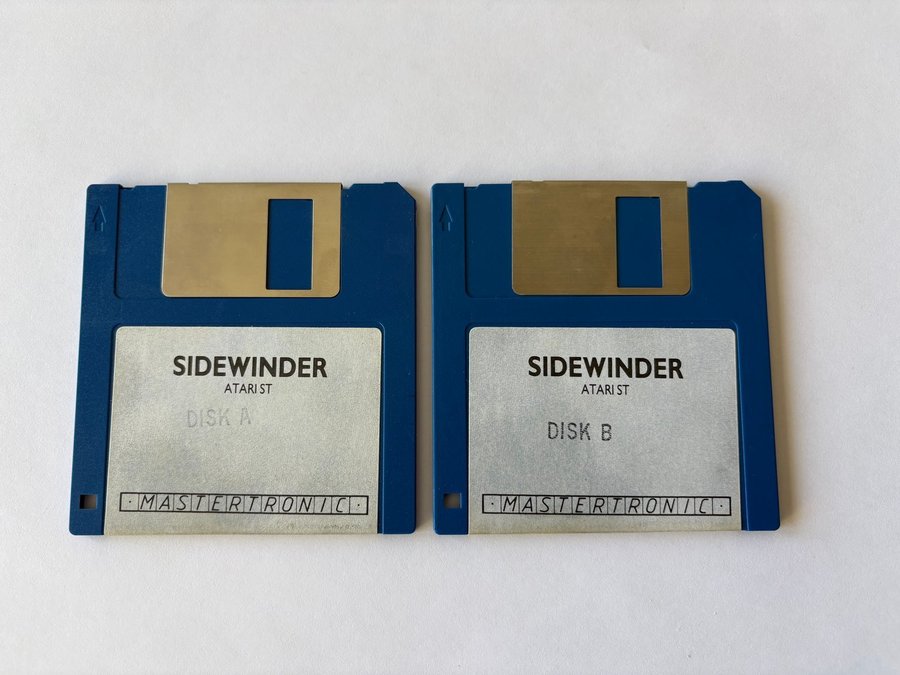 SIDEWINDER
ATARI ST
DISK A
· MASTERTRONIC ·
SIDEWINDER
ATARI ST
DISK B
· MASTERTRONIC ·